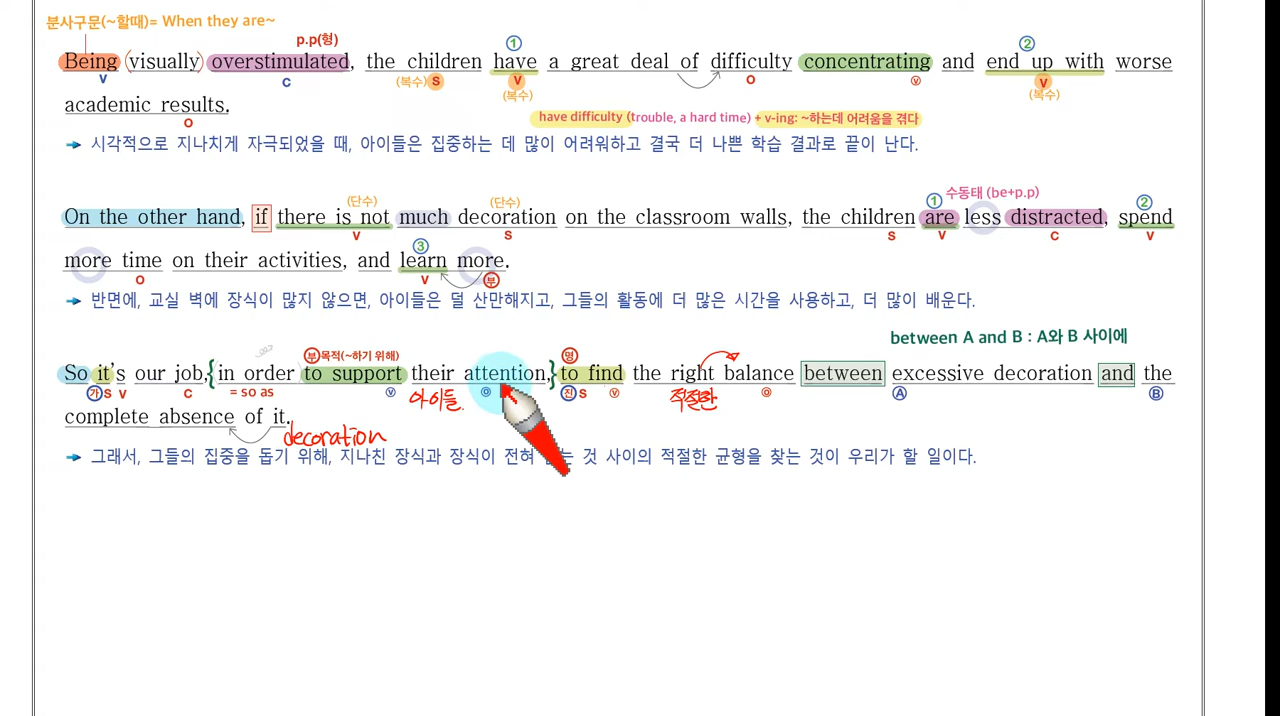 분사구문(~할때)= When they are~
p.p(형) ① ②
Being (visually) overstimulated, the children have a great deal of difficulty concentrating and end up with worse
V C (복수) S V O ⓥ V
(복수) (복수)
academic results.
O
have difficulty (trouble, a hard time) + v-ing: ~하는데 어려움을 겪다
➔ 시각적으로 지나치게 자극되었을 때, 아이들은 집중하는 데 많이 어려워하고 결국 더 나쁜 학습 결과로 끝이 난다.
(단수) (단수) ① 수동태 (be+p.p) ②
On the other hand, if there is not much decoration on the classroom walls, the children are less distracted, spend
V S S V C V
③
more time on their activities, and learn more.
O V 부
➔ 반면에, 교실 벽에 장식이 많지 않으면, 아이들은 덜 산만해지고, 그들의 활동에 더 많은 시간을 사용하고, 더 많이 배운다.
between A and B : A와 B 사이에
부 목적(~하기 위해) 명
So it's our job,{in order to support their attention,} to find the right balance between excessive decoration and the
가 S V C = so as ⓥ 아이들 ⓞ 진 S ⓥ 적절한 ⓞ Ⓐ Ⓑ
complete absence of it.
decoration
➔ 그래서, 그들의 집중을 돕기 위해, 지나친 장식과 장식이 전혀 는 것 사이의 적절한 균형을 찾는 것이 우리가 할 일이다.